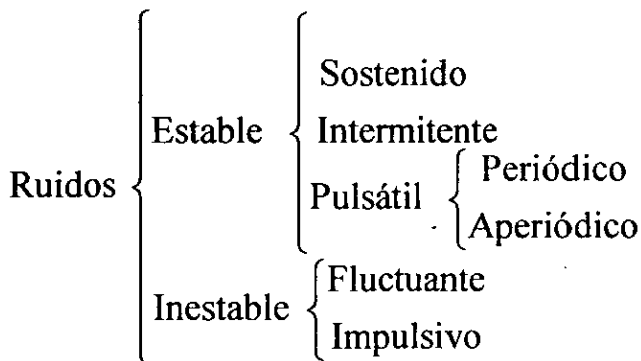 Sostenido
Estable
Intermitente
Ruidos
Pulsátil
Periódico
Aperiódico
Inestable
Fluctuante
Impulsivo